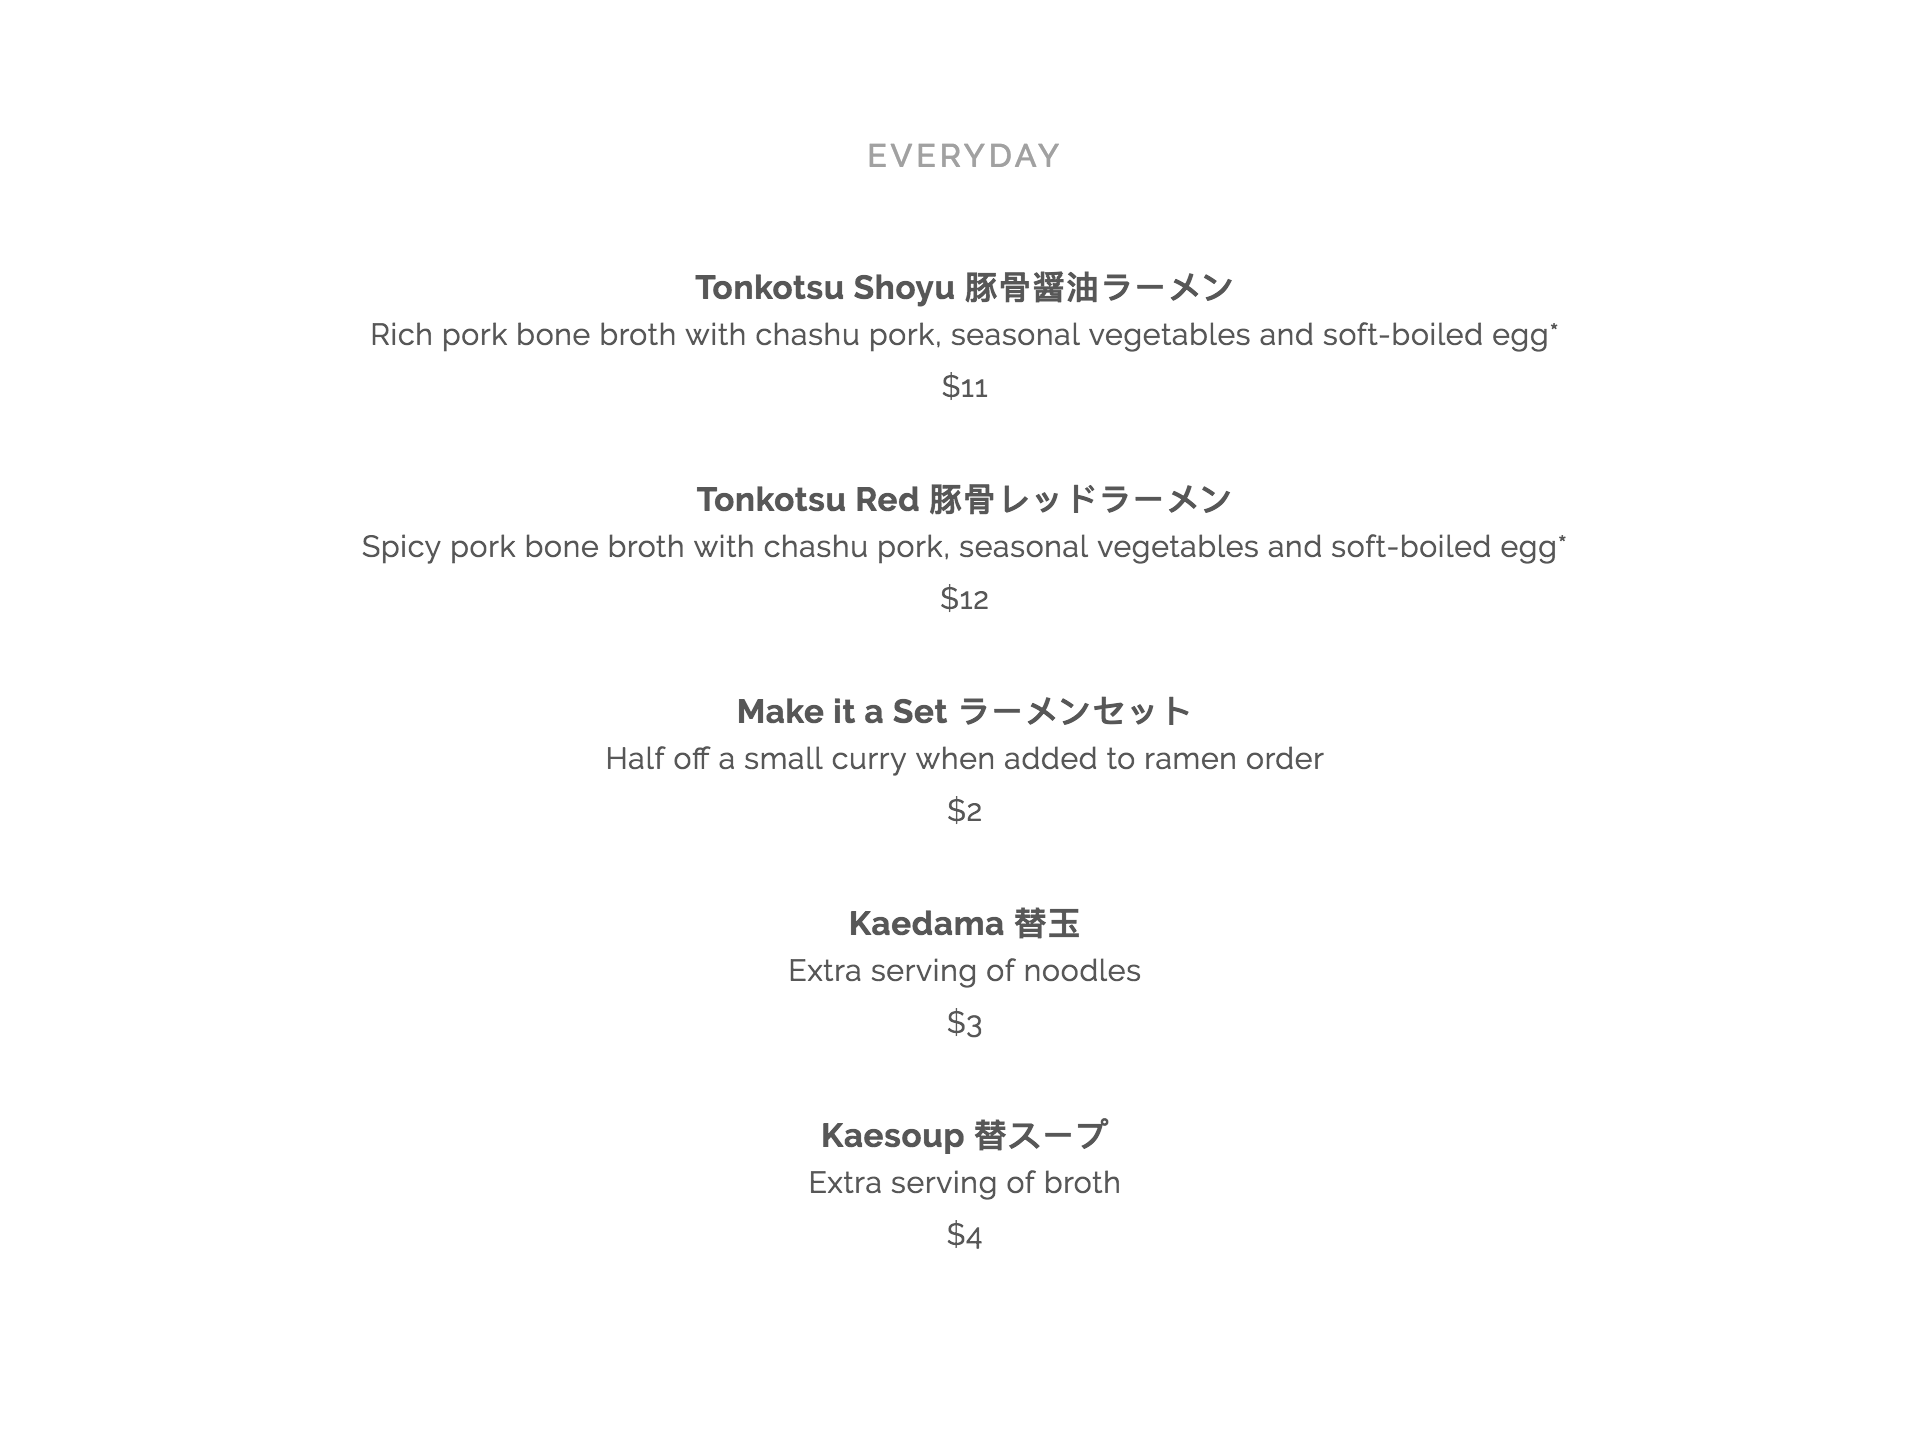 EVERYDAY
Tonkotsu Shoyu 豚骨醤油ラーメン
Rich pork bone broth with chashu pork, seasonal vegetables and soft-boiled egg*
$11
Tonkotsu Red 豚骨レッドラーメン
Spicy pork bone broth with chashu pork, seasonal vegetables and soft-boiled egg*
$12
Make it a Set ラーメンセット
Half off a small curry when added to ramen order
$2
Kaedama 替玉
Extra serving of noodles
$3
Kaesoup 替スープ
Extra serving of broth
$4